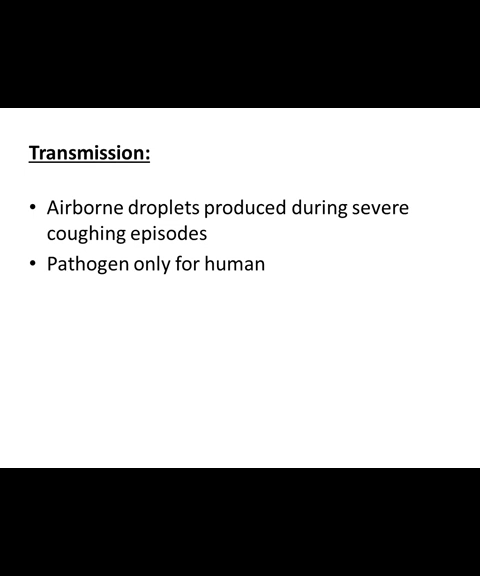 Transmission:
• Airborne droplets produced during severe
coughing episodes
• Pathogen only for human